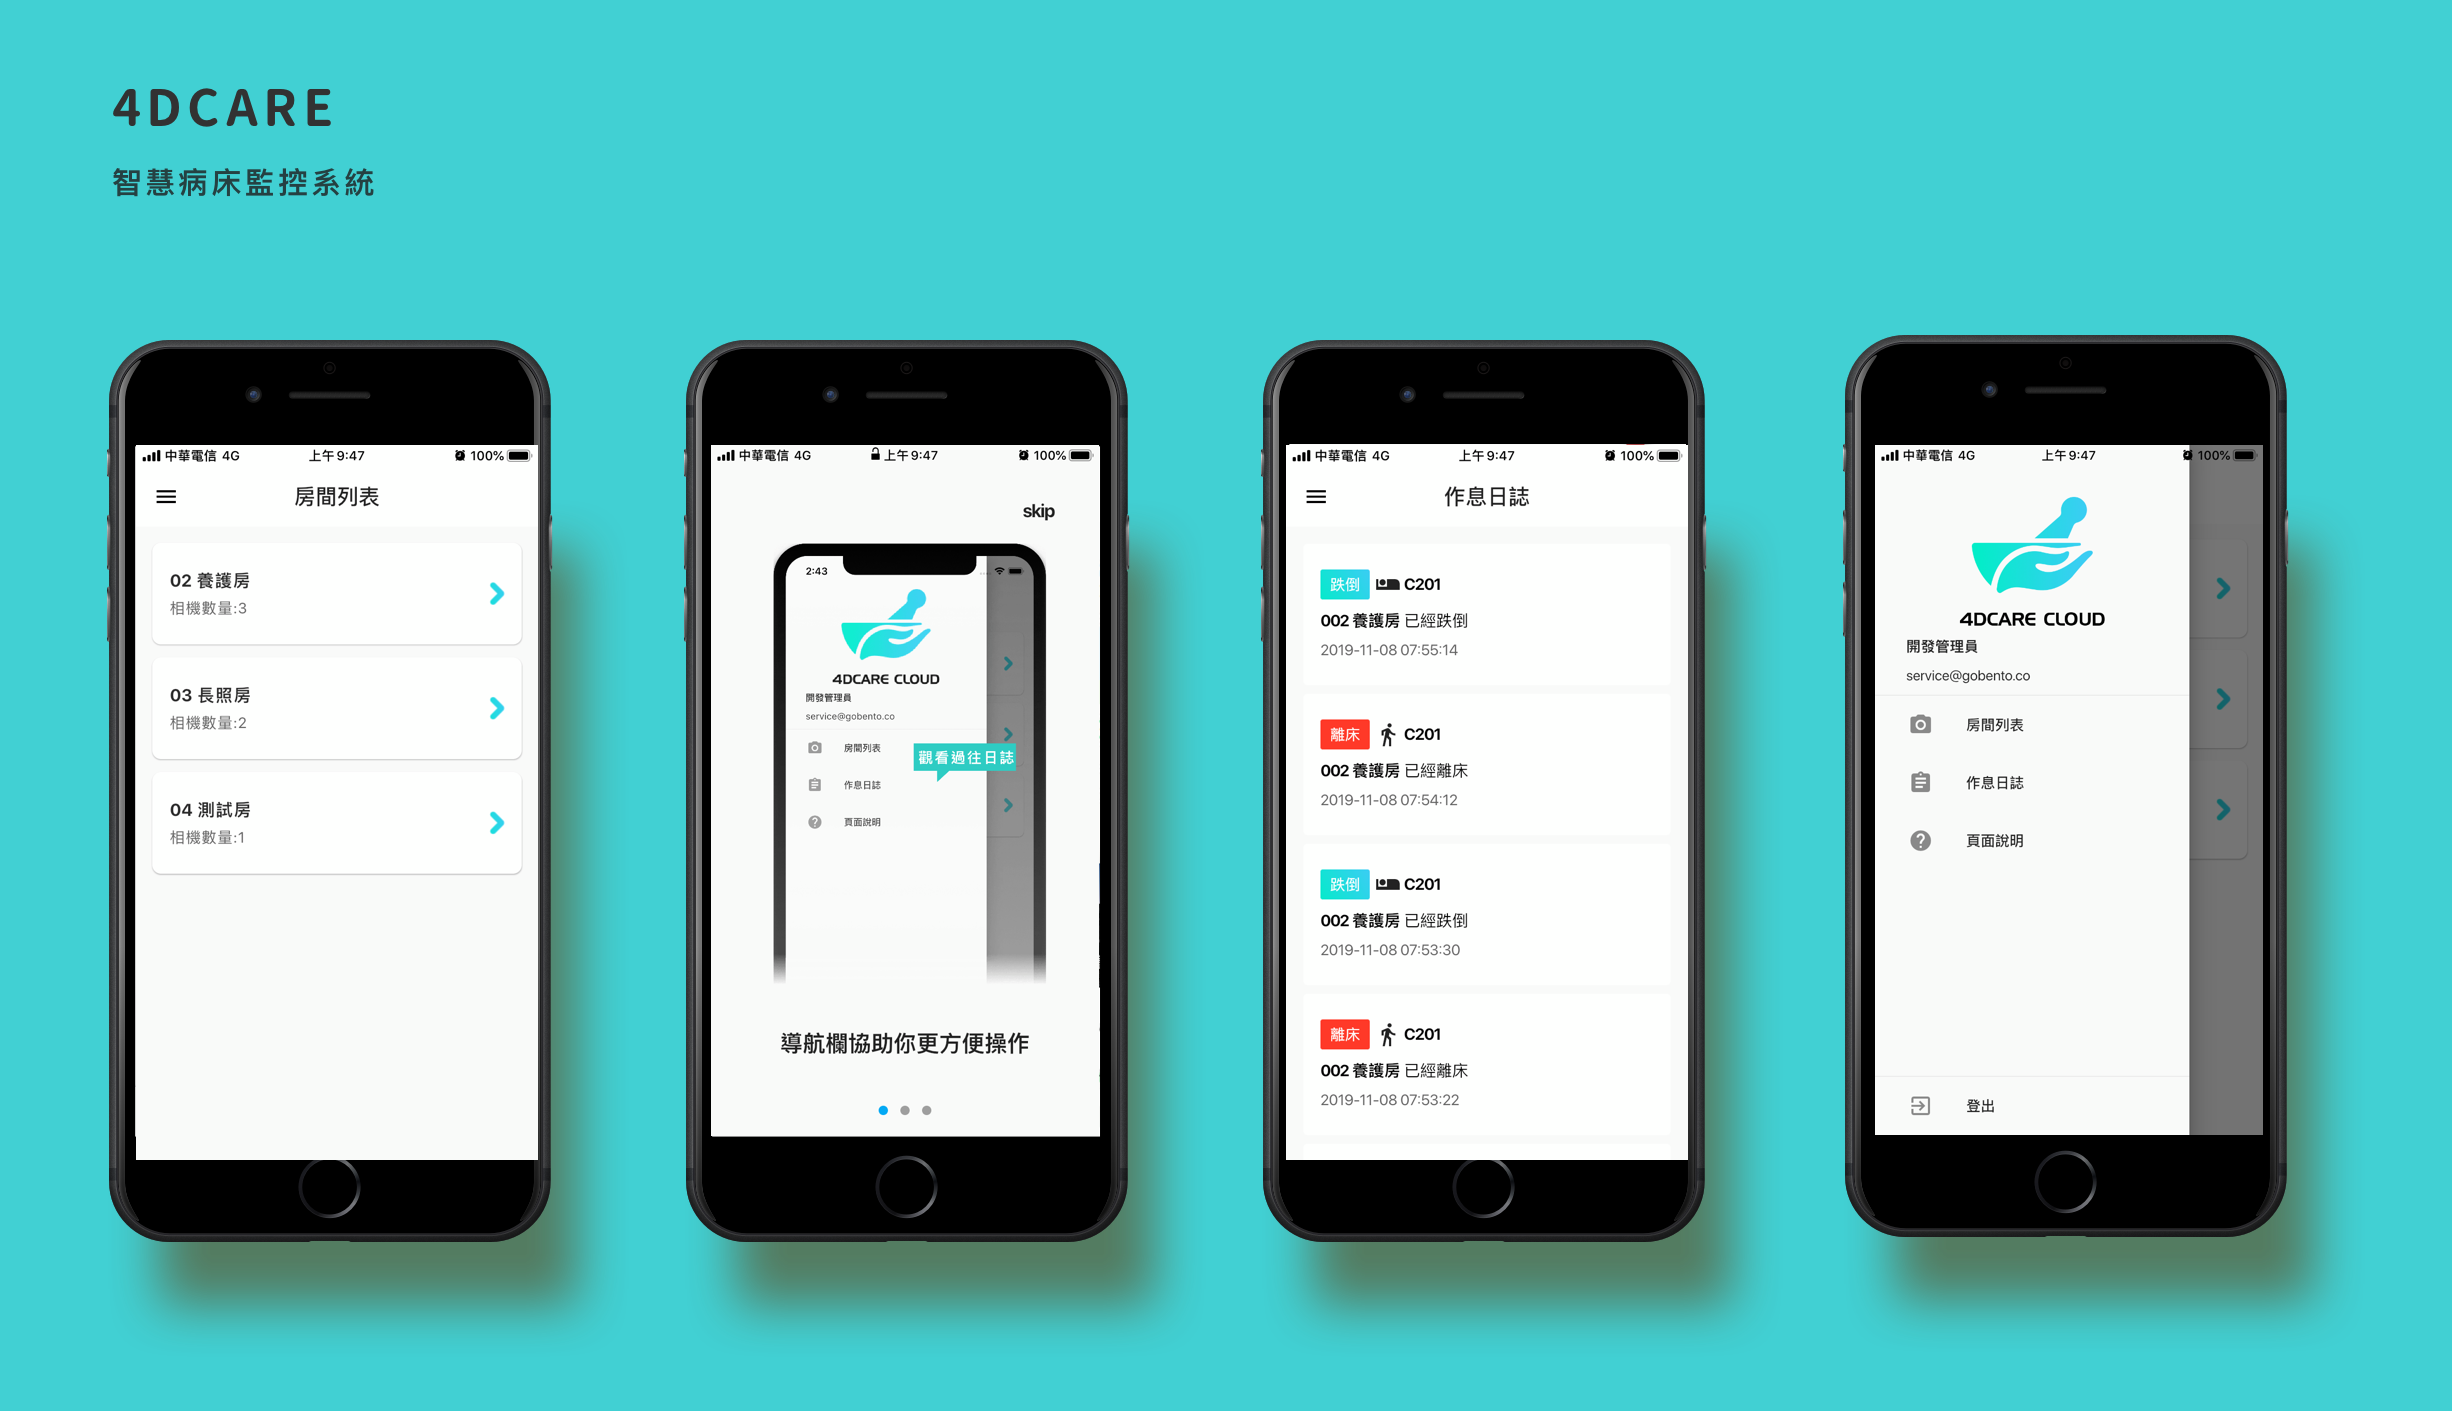 4DCARE
智慧病床監控系統
中華電信 4G 上午9:47 100%
房間列表
02 養護房
相機數量:3
03 長照房
相機數量:2
04 測試房
相機數量:1
中華電信 4G 上午9:47 100%
skip
2:43
4DCARE CLOUD
開發管理員
service@gobento.co
房間列表
觀看過往日誌
作息日誌
頁面說明
導航欄協助你更方便操作
中華電信 4G 上午9:47 100%
作息日誌
跌倒 C201
002 養護房 已經跌倒
2019-11-08 07:55:14
離床 C201
002 養護房 已經離床
2019-11-08 07:54:12
跌倒 C201
002 養護房 已經跌倒
2019-11-08 07:53:30
離床 C201
002 養護房 已經離床
2019-11-08 07:53:22
中華電信 4G 上午9:47 100%
4DCARE CLOUD
開發管理員
service@gobento.co
房間列表
作息日誌
頁面說明
登出